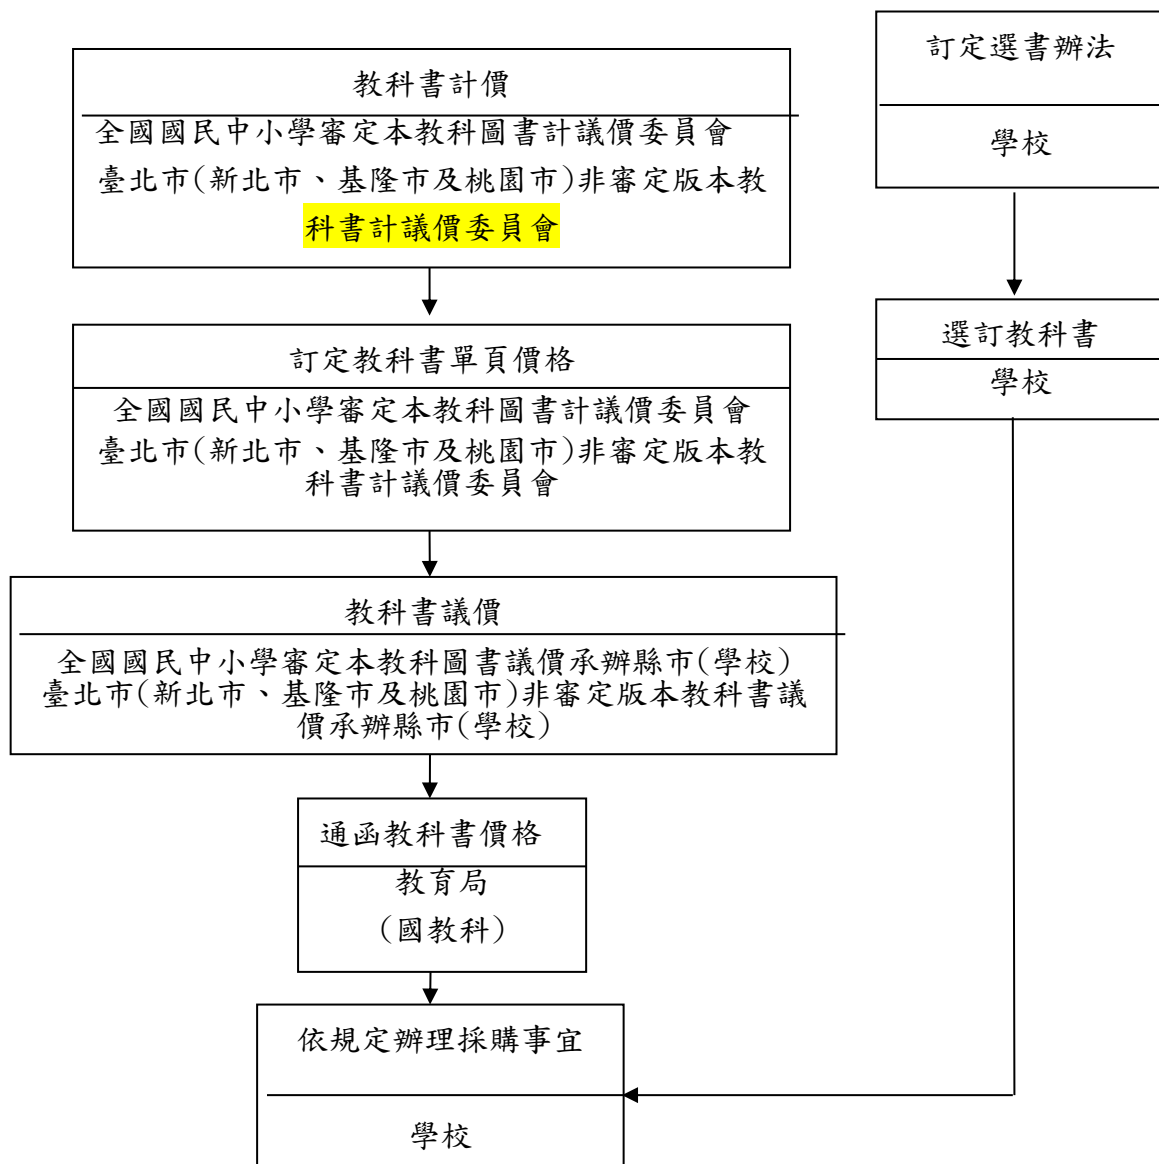 教科書計價
全國國民中小學審定本教科圖書計議價委員會
臺北市(新北市、基隆市及桃園市)非審定版本教
科書計議價委員會
訂定教科書單頁價格
全國國民中小學審定本教科圖書計議價委員會
臺北市(新北市、基隆市及桃園市)非審定版本教
科書計議價委員會
教科書議價
全國國民中小學審定本教科圖書議價承辦縣市(學校)
臺北市(新北市、基隆市及桃園市)非審定版本教科書議
價承辦縣市(學校)
通函教科書價格
教育局
(國教科)
依規定辦理採購事宜
學校
訂定選書辦法
學校
選訂教科書
學校